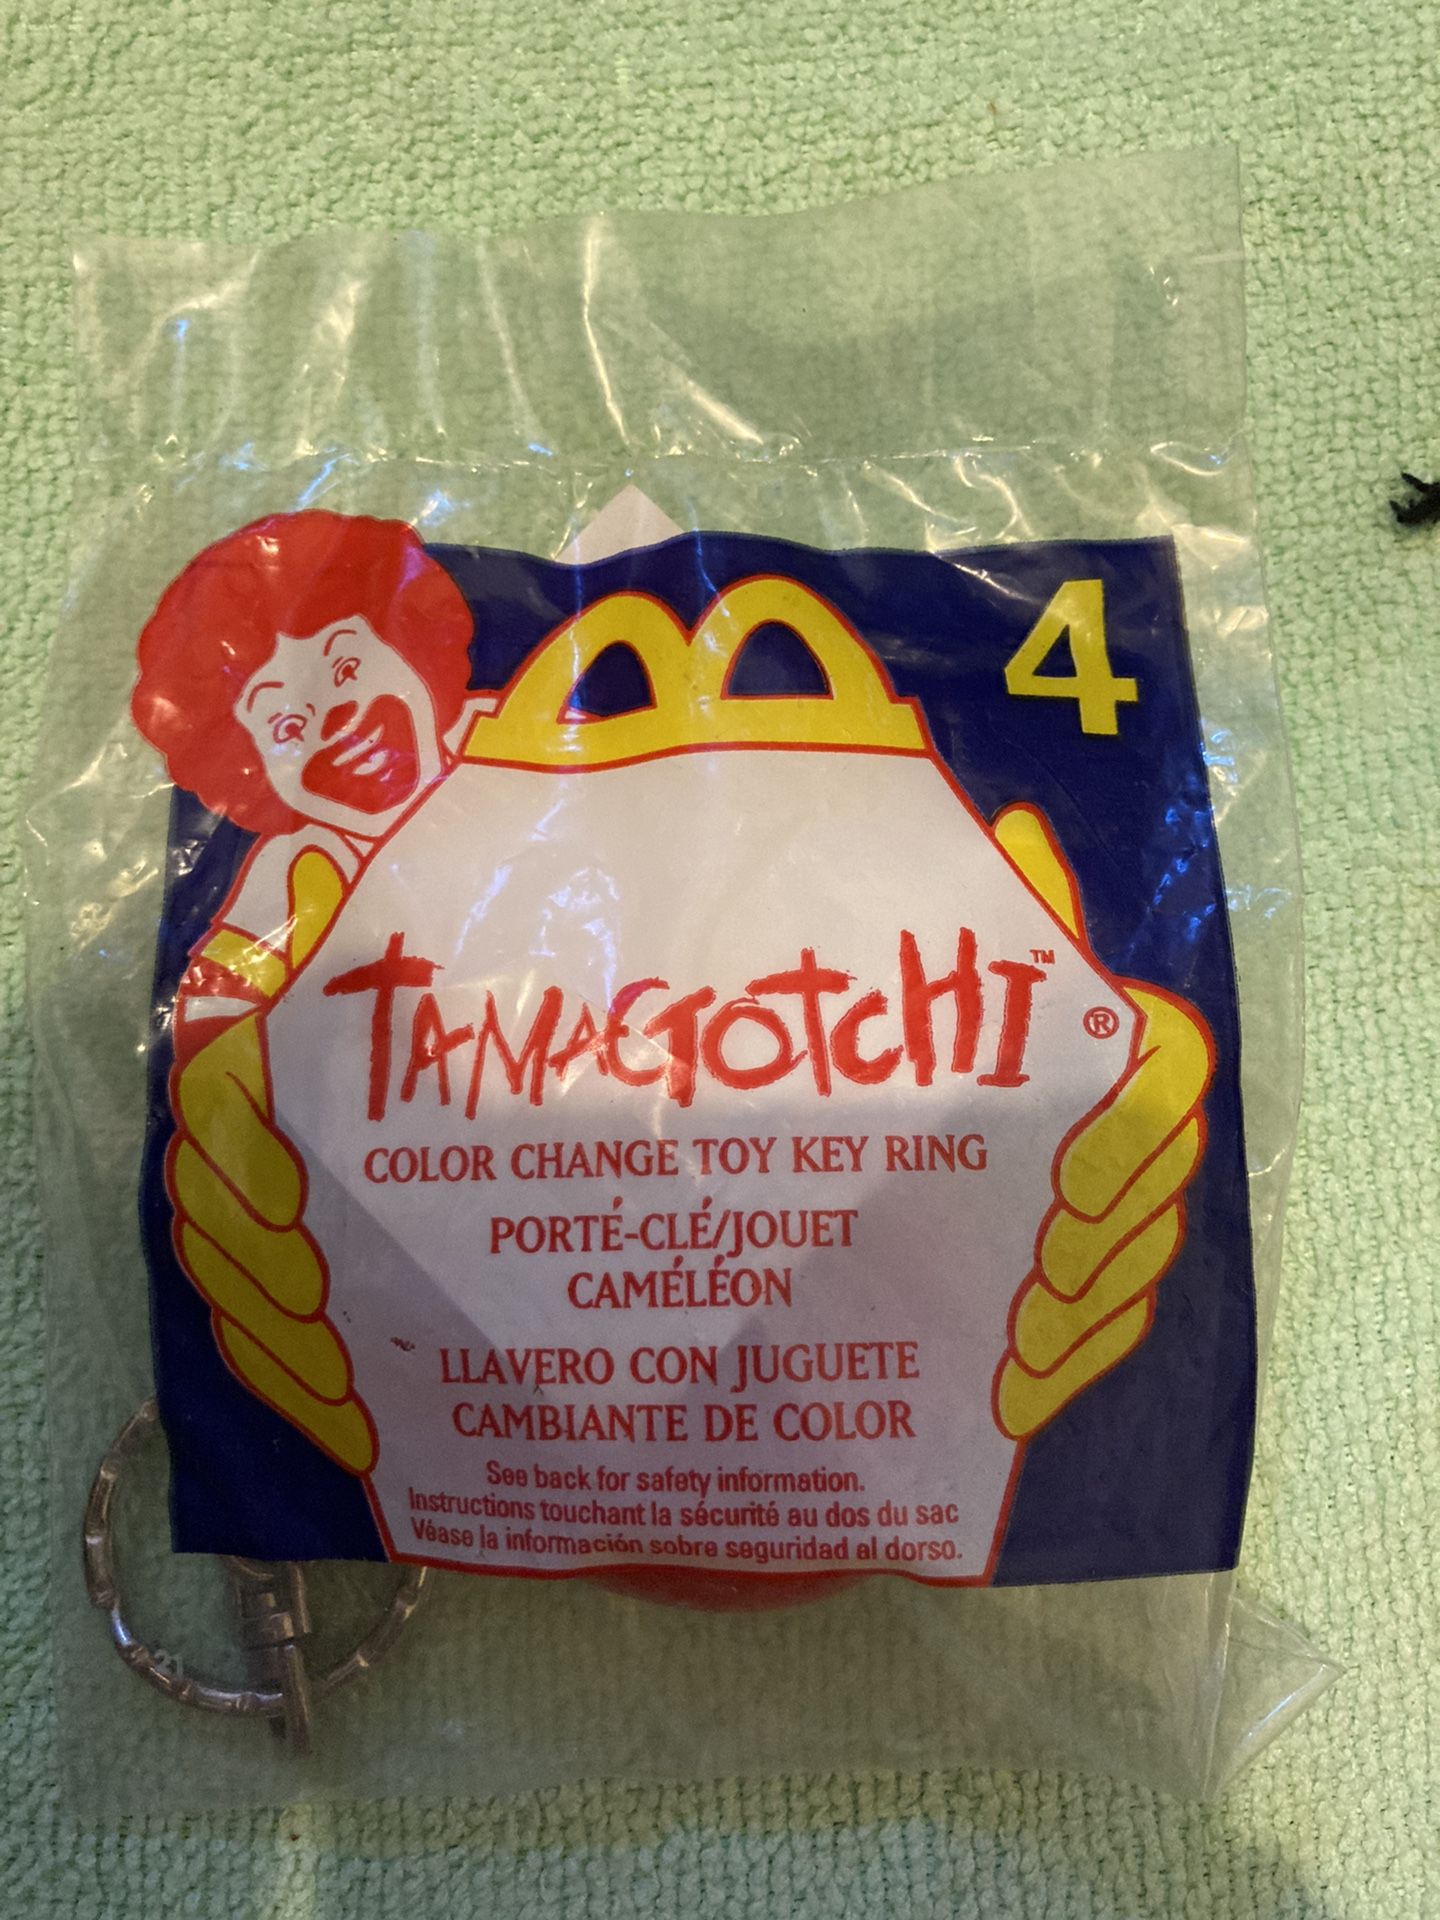 4
TAMAGOTCHI™
®
COLOR CHANGE TOY KEY RING
PORTÉ-CLÉ/JOUET
CAMÉLÉON
LLAVERO CON JUGUETE
CAMBIANTE DE COLOR
See back for safety information.
Instructions touchant la sécurité au dos du sac
Véase la información sobre seguridad al dorso.
21